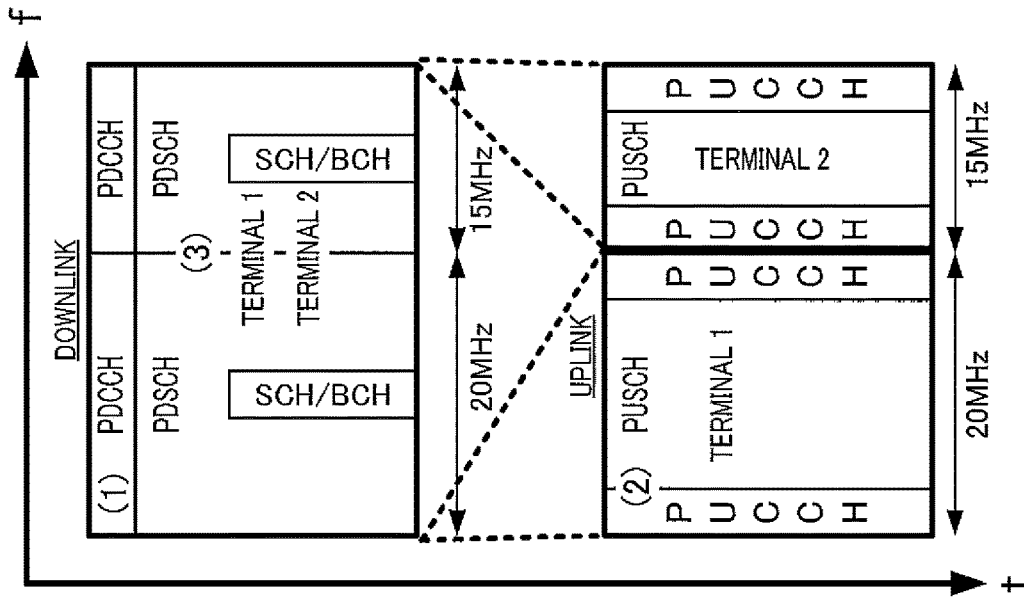 f
DOWNLINK
(1) PDCCH PDCCH
PDSCH PDSCH
(3)
TERMINAL 1
TERMINAL 2
SCH/BCH SCH/BCH
20MHz 15MHz
UPLINK
PUSCH PUSCH
(2)
TERMINAL 1 TERMINAL 2
PUCCH PUCCH PUCCH PUCCH
20MHz 15MHz
t